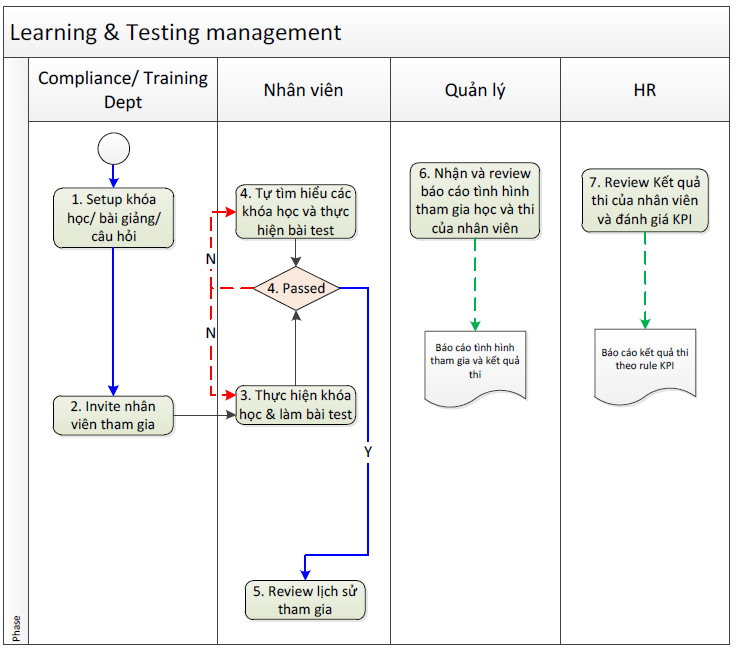 Learning & Testing management
Compliance/ Training
Dept
Nhân viên
Quản lý
HR
1. Setup khóa
học/ bài giảng/
câu hỏi
4. Tự tìm hiểu các
khóa học và thực
hiện bài test
6. Nhận và review
báo cáo tình hình
tham gia học và thi
của nhân viên
7. Review Kết quả
thi của nhân viên
và đánh giá KPI
N
4. Passed
N
Báo cáo tình hình
tham gia và kết quả
thi
Báo cáo kết quả thi
theo rule KPI
2. Invite nhân
viên tham gia
3. Thực hiện khóa
học & làm bài test
Y
5. Review lịch sử
tham gia
Phase